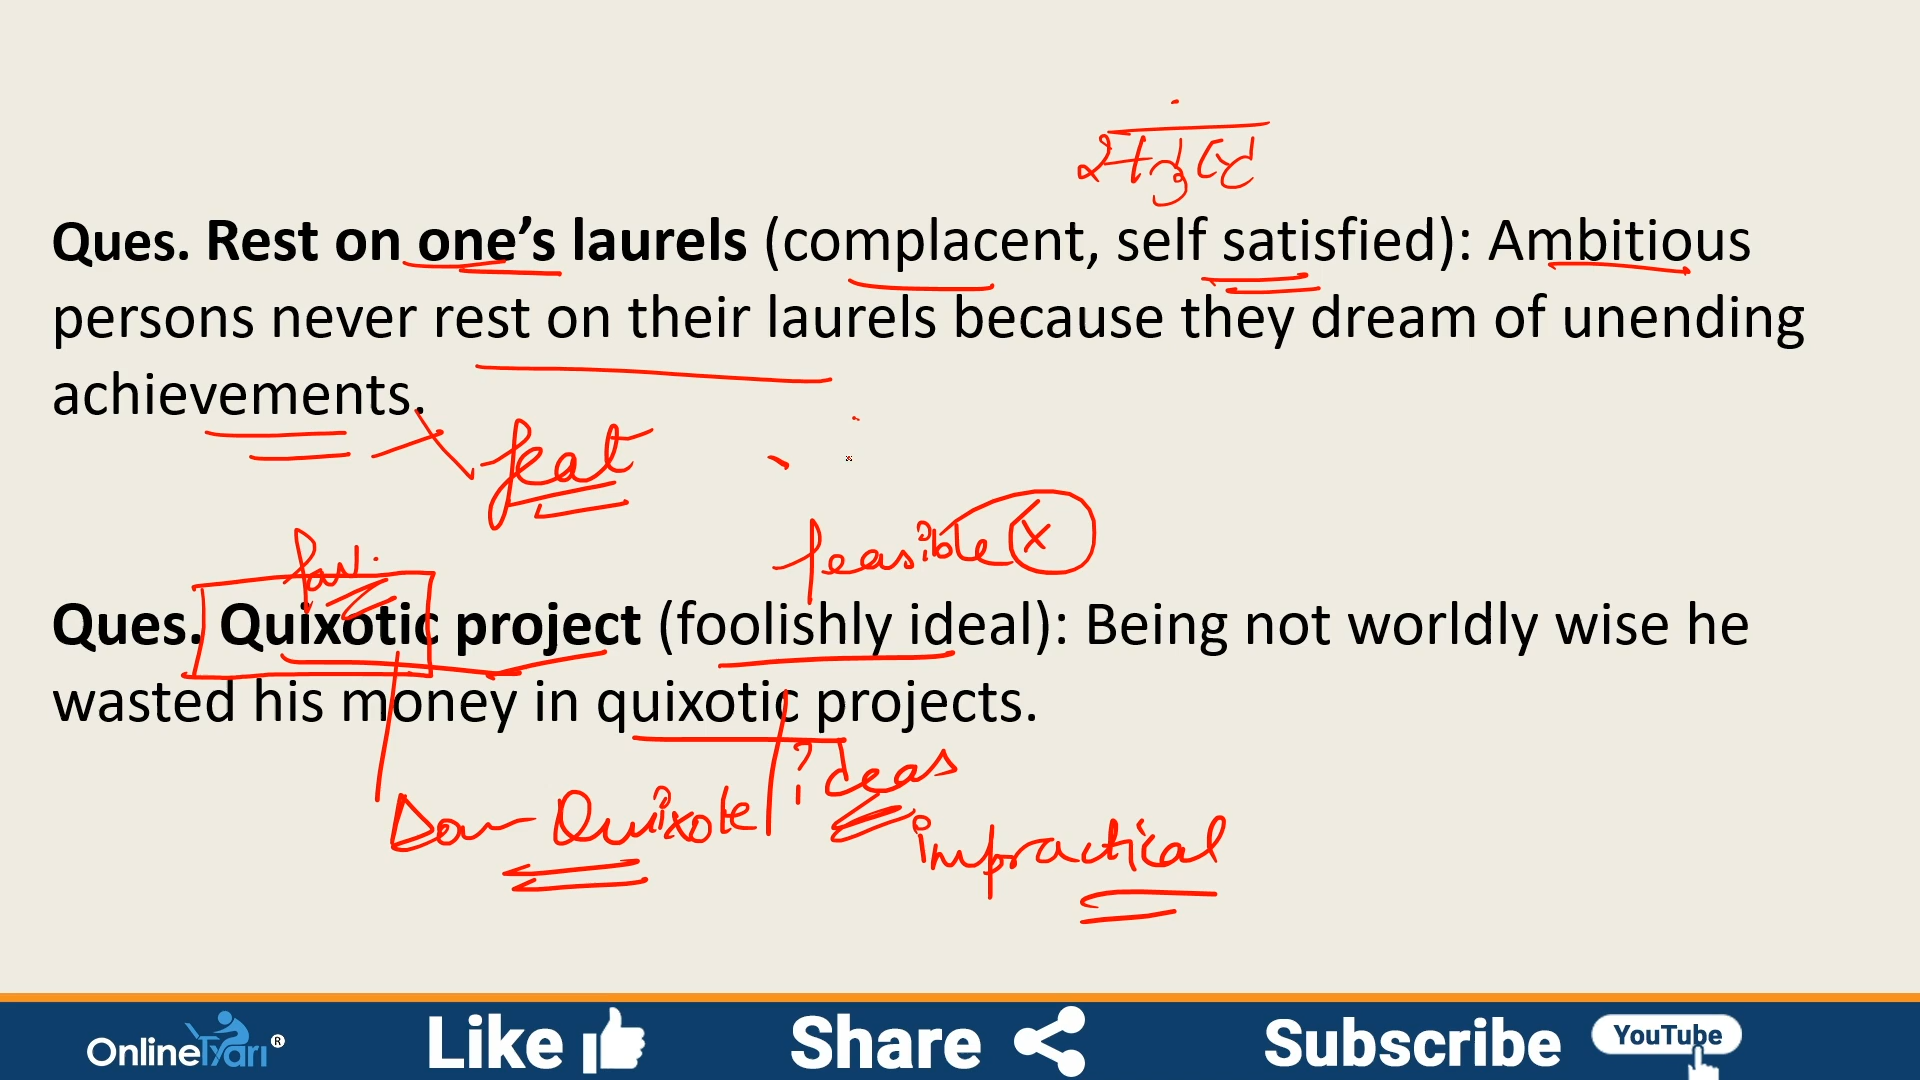 Ques. Rest on one’s laurels (complacent, self satisfied): Ambitious
persons never rest on their laurels because they dream of unending
achievements.
feat
feasible X
Ques. Quixotic project (foolishly ideal): Being not worldly wise he
wasted his money in quixotic projects.
Don Quixote ideas
impractical
OnlineTyari ® Like Share Subscribe YouTube